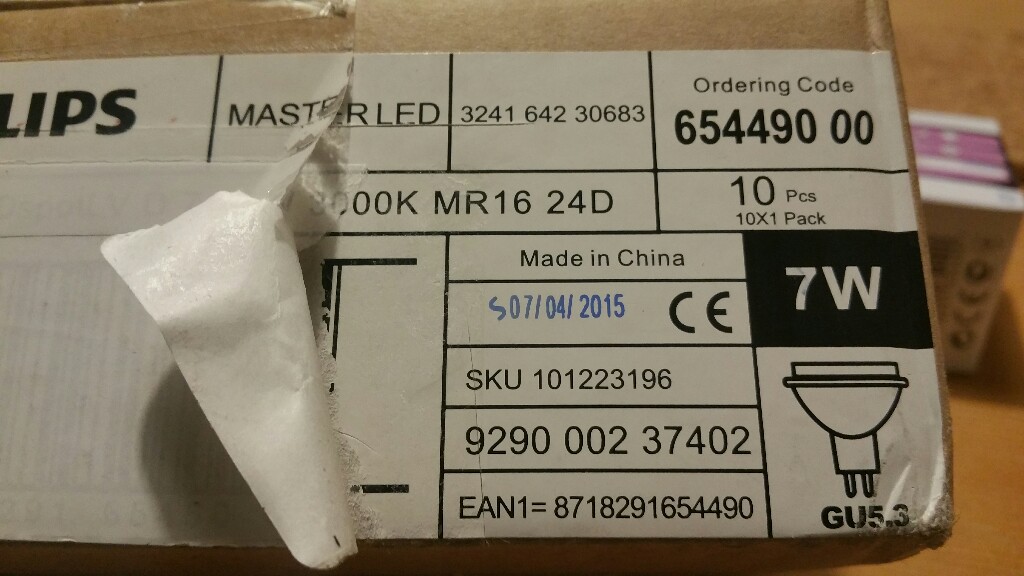 LIPS
MASTER LED
3241 642 30683
Ordering Code
654490 00
3000K MR16 24D
10 Pcs
10X1 Pack
Made in China
S07/04/2015 CE
7W
SKU 101223196
9290 002 37402
EAN1= 8718291654490
GU5.3